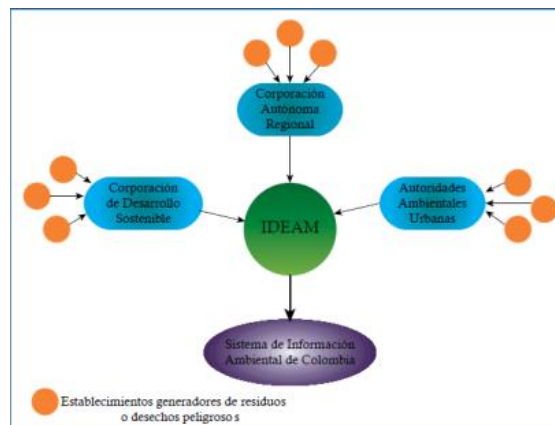 Corporación
Autónoma
Regional
Corporación
de Desarrollo
Sostenible
IDEAM
Autoridades
Ambientales
Urbanas
Sistema de Información
Ambiental de Colombia
Establecimientos generadores de residuos
o desechos peligrosos